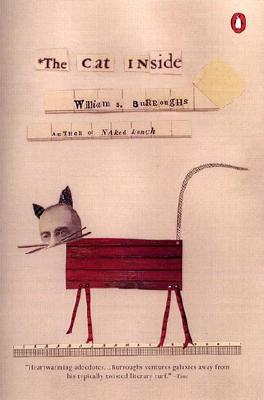 *The Cat INside
William S. BuRRoughs
AuTHOR OF NAKED Lunch
"Heartwarming anecdotes... Burroughs ventures galaxies away from
his typically twisted literary turf." -Time